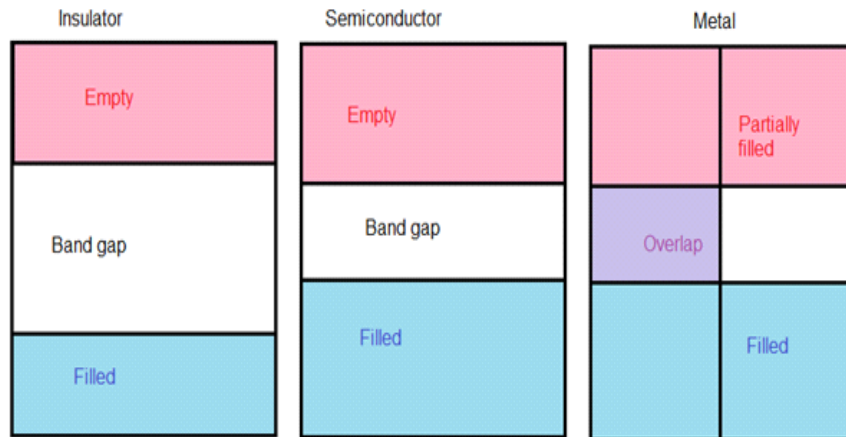 Insulator
Semiconductor
Metal
Empty
Empty
Partially
filled
Band gap
Band gap
Overlap
Filled
Filled
Filled